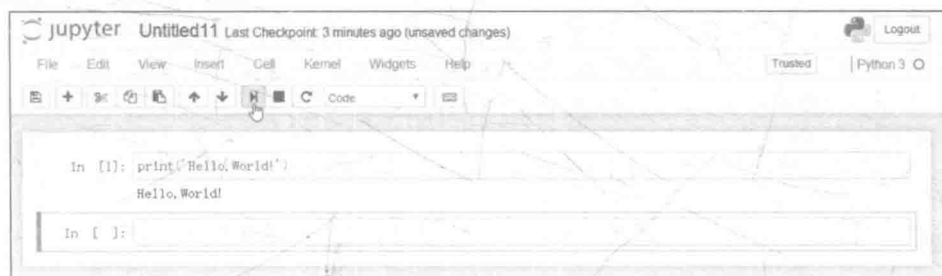 jupyter Untitled11 Last Checkpoint: 3 minutes ago (unsaved changes) Logout
File Edit View Insert Cell Kernel Widgets Help Trusted Python 3
Code
In [1]: print('Hello,World!')
Hello,World!
In [ ]: